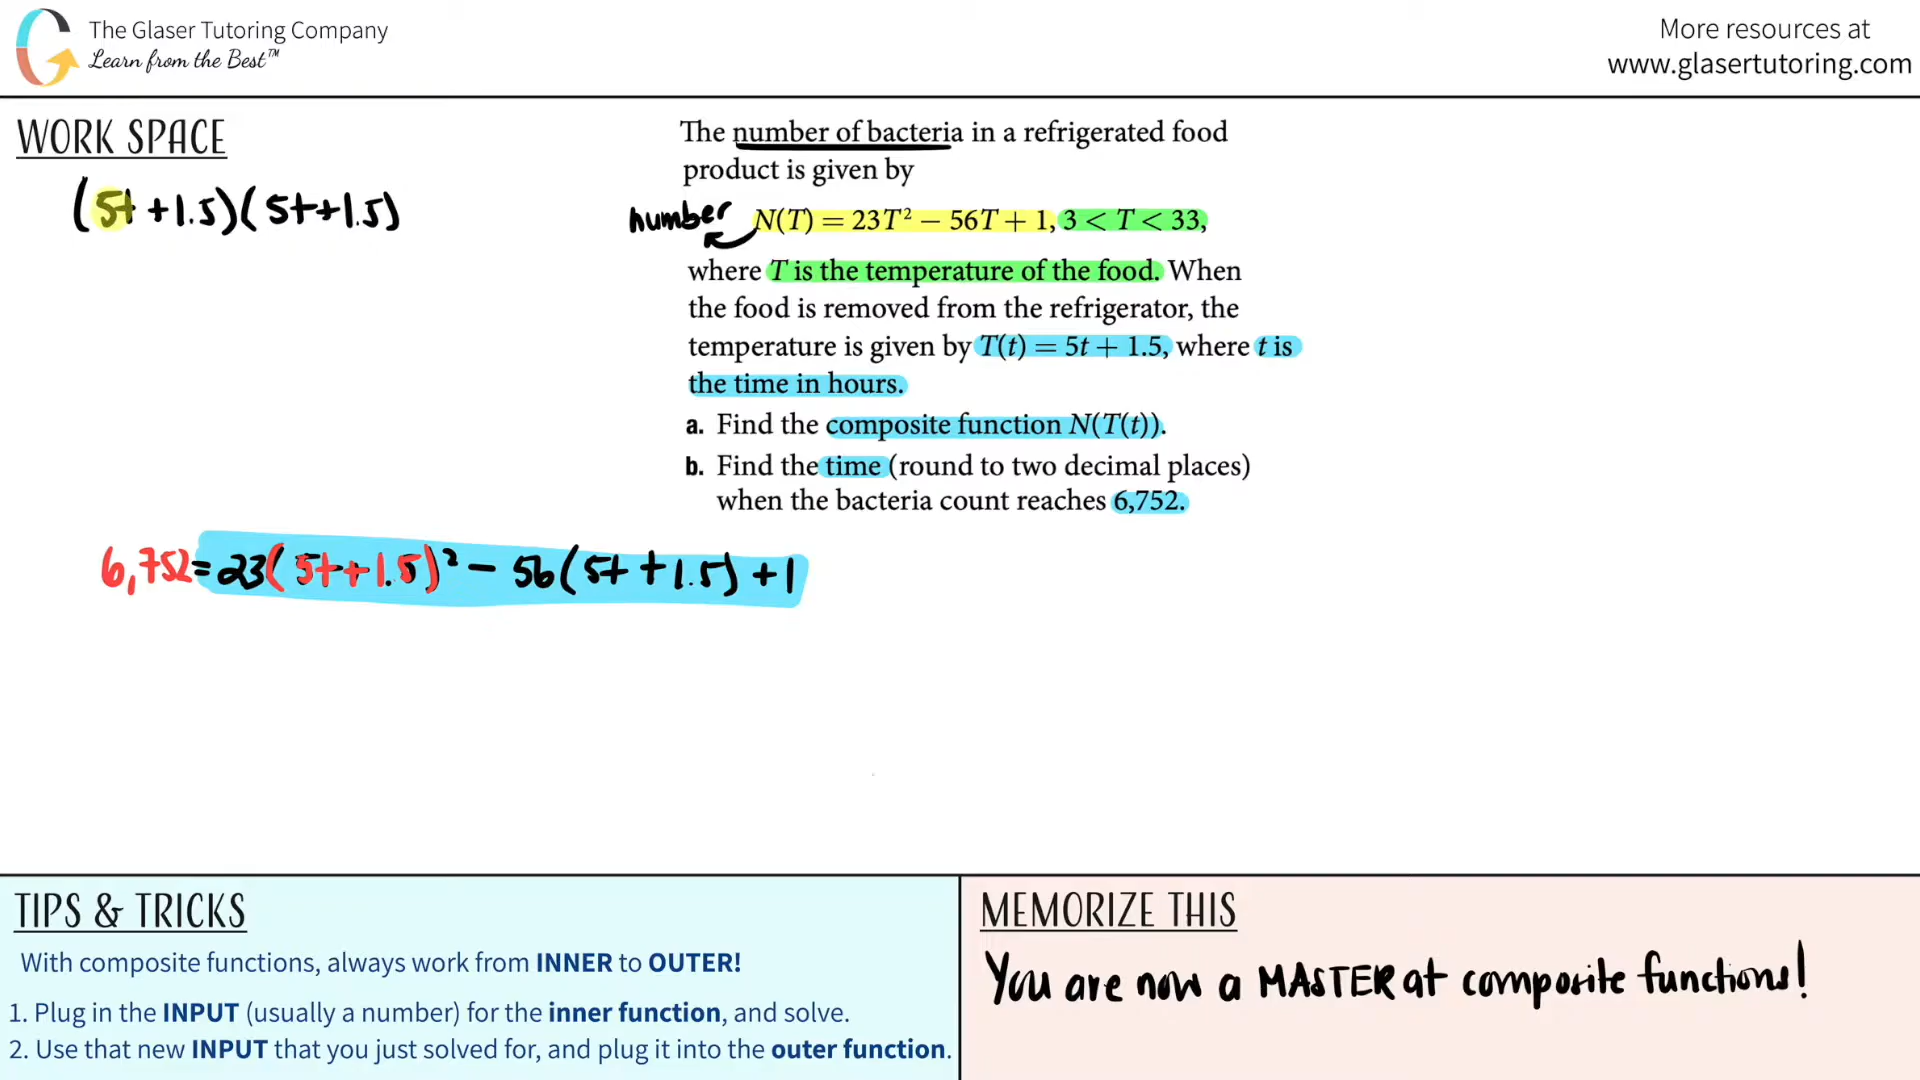 The Glaser Tutoring Company
Learn from the Best™
More resources at
www.glasertutoring.com
WORK SPACE
(5t+1.5)(5t+1.5)
The number of bacteria in a refrigerated food
product is given by
number
N(T) = 23T² − 56T + 1, 3 < T < 33,
where T is the temperature of the food. When
the food is removed from the refrigerator, the
temperature is given by T(t) = 5t + 1.5, where t is
the time in hours.
a. Find the composite function N(T(t)).
b. Find the time (round to two decimal places)
when the bacteria count reaches 6,752.
6,752=23(5t+1.5)²-56(5t+1.5)+1
TIPS & TRICKS
With composite functions, always work from INNER to OUTER!
1. Plug in the INPUT (usually a number) for the inner function, and solve.
2. Use that new INPUT that you just solved for, and plug it into the outer function.
MEMORIZE THIS
You are now a MASTER at composite functions!